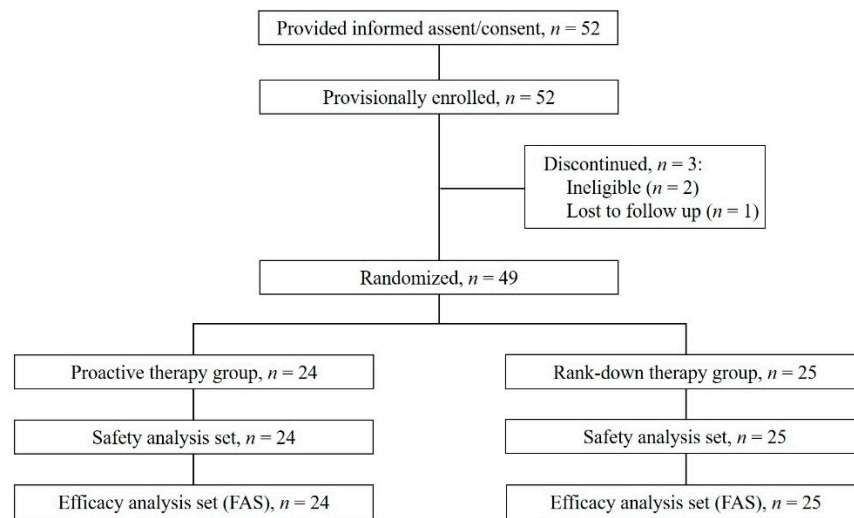 Provided informed assent/consent, n = 52
Provisionally enrolled, n = 52
Discontinued, n = 3:
Ineligible (n = 2)
Lost to follow up (n = 1)
Randomized, n = 49
Proactive therapy group, n = 24
Rank-down therapy group, n = 25
Safety analysis set, n = 24
Safety analysis set, n = 25
Efficacy analysis set (FAS), n = 24
Efficacy analysis set (FAS), n = 25